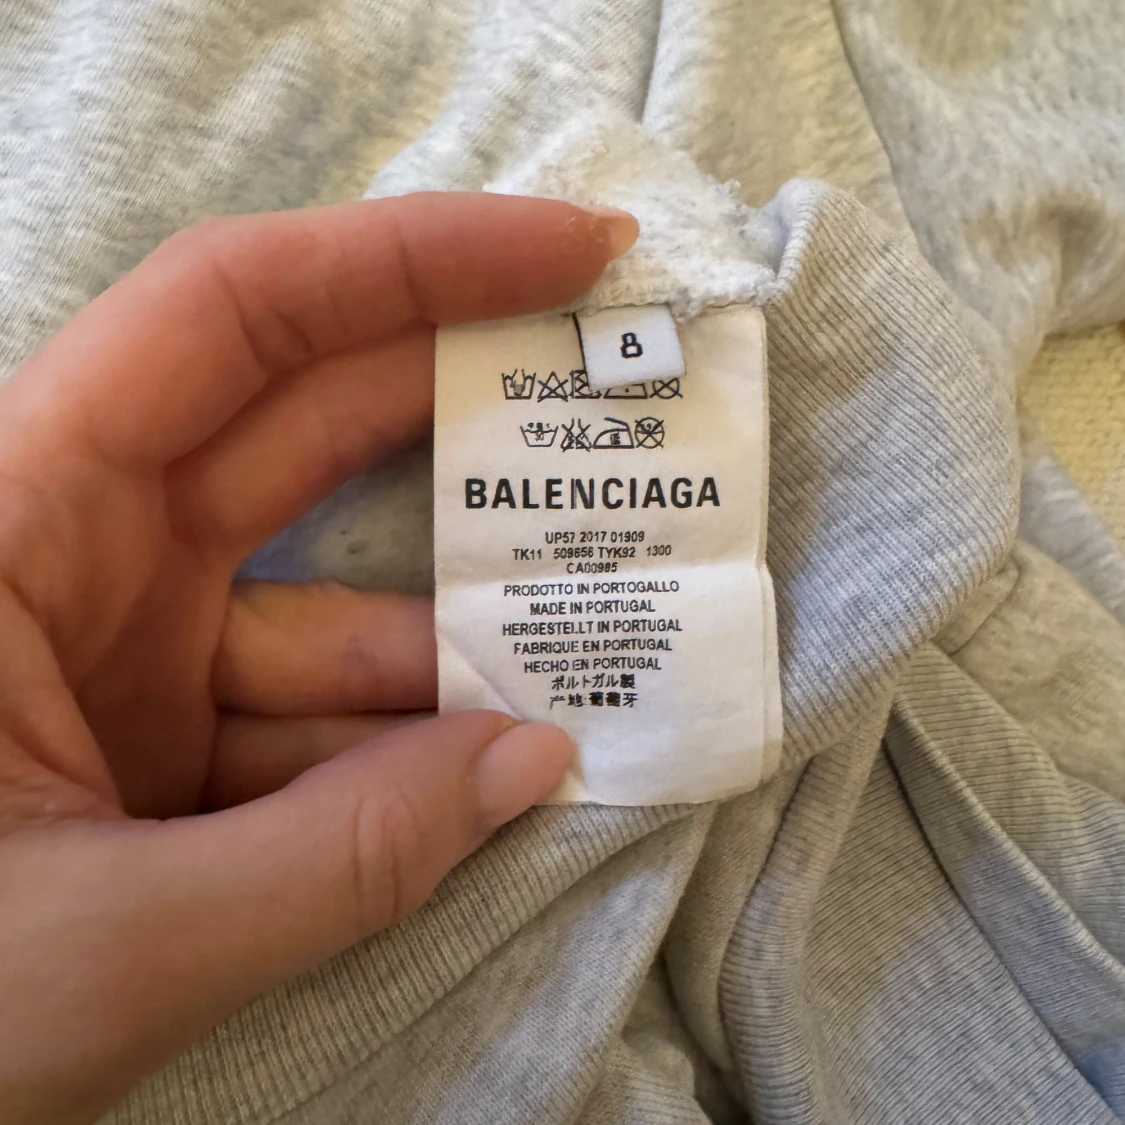 8
BALENCIAGA
UP57 2017 01909
TK11 509656 TYK92 1300
CA00985
PRODOTTO IN PORTOGALLO
MADE IN PORTUGAL
HERGESTELLT IN PORTUGAL
FABRIQUE EN PORTUGAL
HECHO EN PORTUGAL
ポルトガル製
产地:葡萄牙